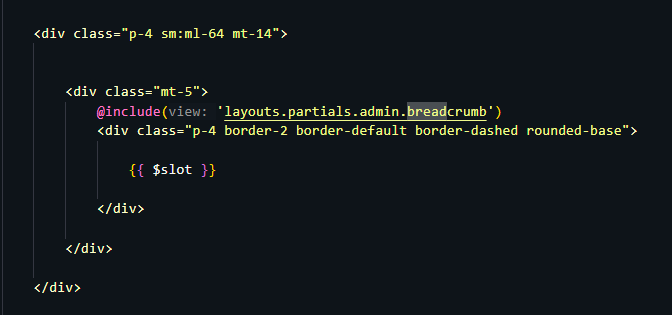 <div class="p-4 sm:ml-64 mt-14">
<div class="mt-5">
@include(view: 'layouts.partials.admin.breadcrumb')
<div class="p-4 border-2 border-default border-dashed rounded-base">
{{ $slot }}
</div>
</div>
</div>